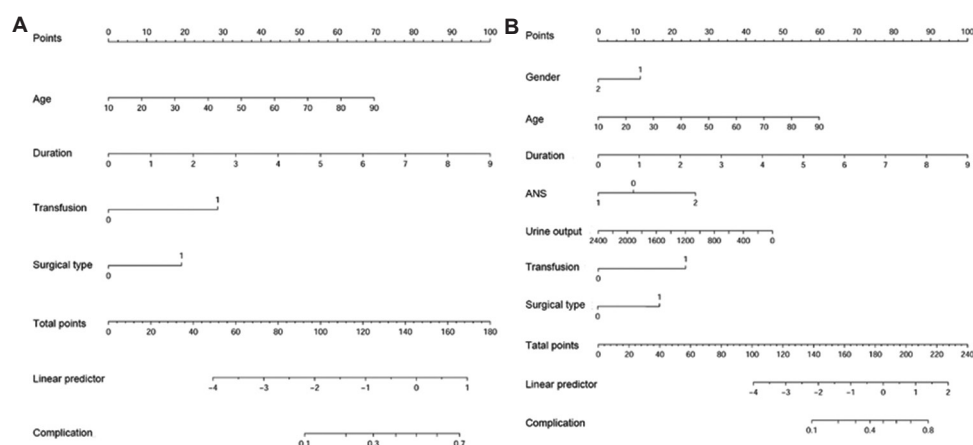 A
Points
0 10 20 30 40 50 60 70 80 90 100
Age
10 20 30 40 50 60 70 80 90
Duration
0 1 2 3 4 5 6 7 8 9
Transfusion
1
0
Surgical type
1
0
Total points
0 20 40 60 80 100 120 140 160 180
Linear predictor
-4 -3 -2 -1 0 1
Complication
0.1 0.3 0.7
B
Points
0 10 20 30 40 50 60 70 80 90 100
Gender
1
2
Age
10 20 30 40 50 60 70 80 90
Duration
0 1 2 3 4 5 6 7 8 9
ANS
0
1 2
Urine output
2400 2000 1600 1200 800 400 0
Transfusion
1
0
Surgical type
1
0
Tatal points
0 20 40 60 80 100 120 140 160 180 200 220 240
Linear predictor
-4 -3 -2 -1 0 1 2
Complication
0.1 0.4 0.8